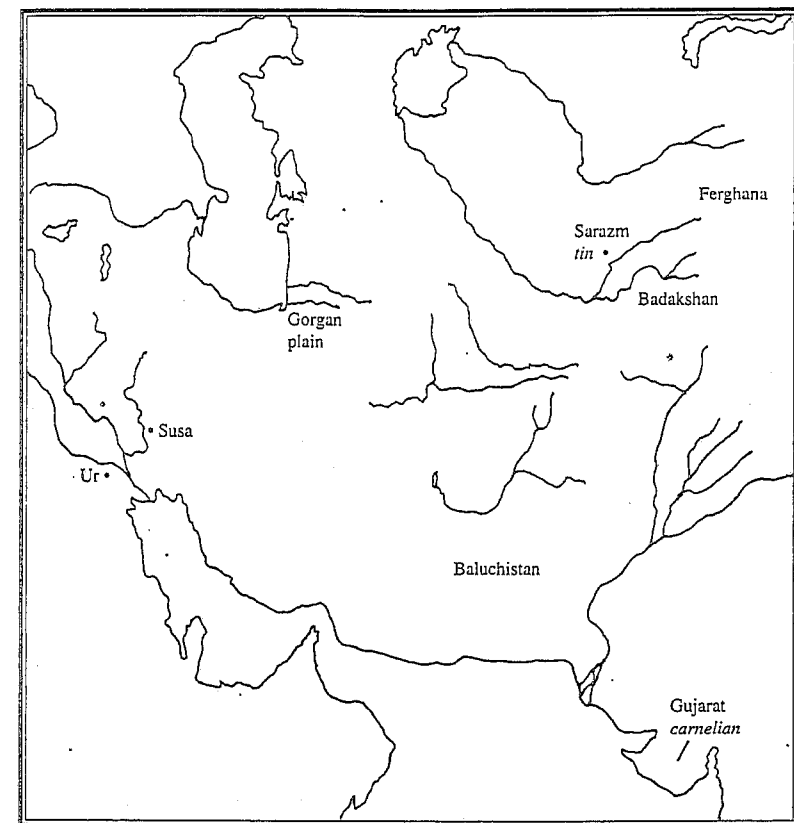 Ferghana
Sarazm
tin
Badakshan
Gorgan
plain
Susa
Ur
Baluchistan
Gujarat
carnelian